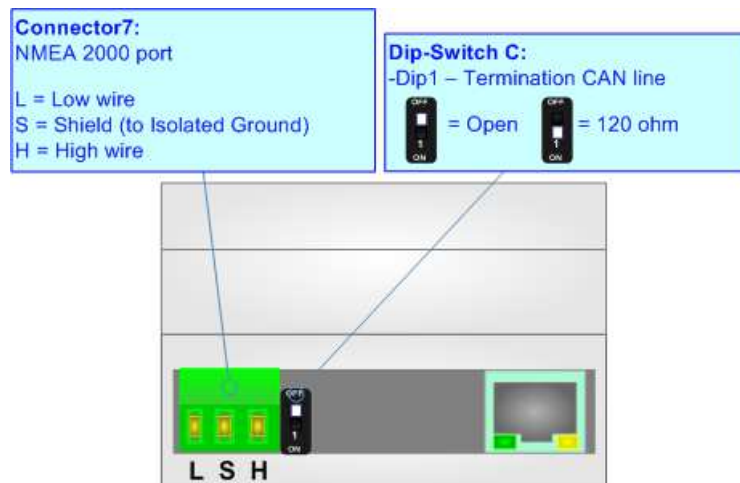 Connector7:
NMEA 2000 port
L = Low wire
S = Shield (to Isolated Ground)
H = High wire
Dip-Switch C:
-Dip1 – Termination CAN line
OFF
1
ON
= Open
OFF
1
ON
= 120 ohm
OFF
1
ON
L S H